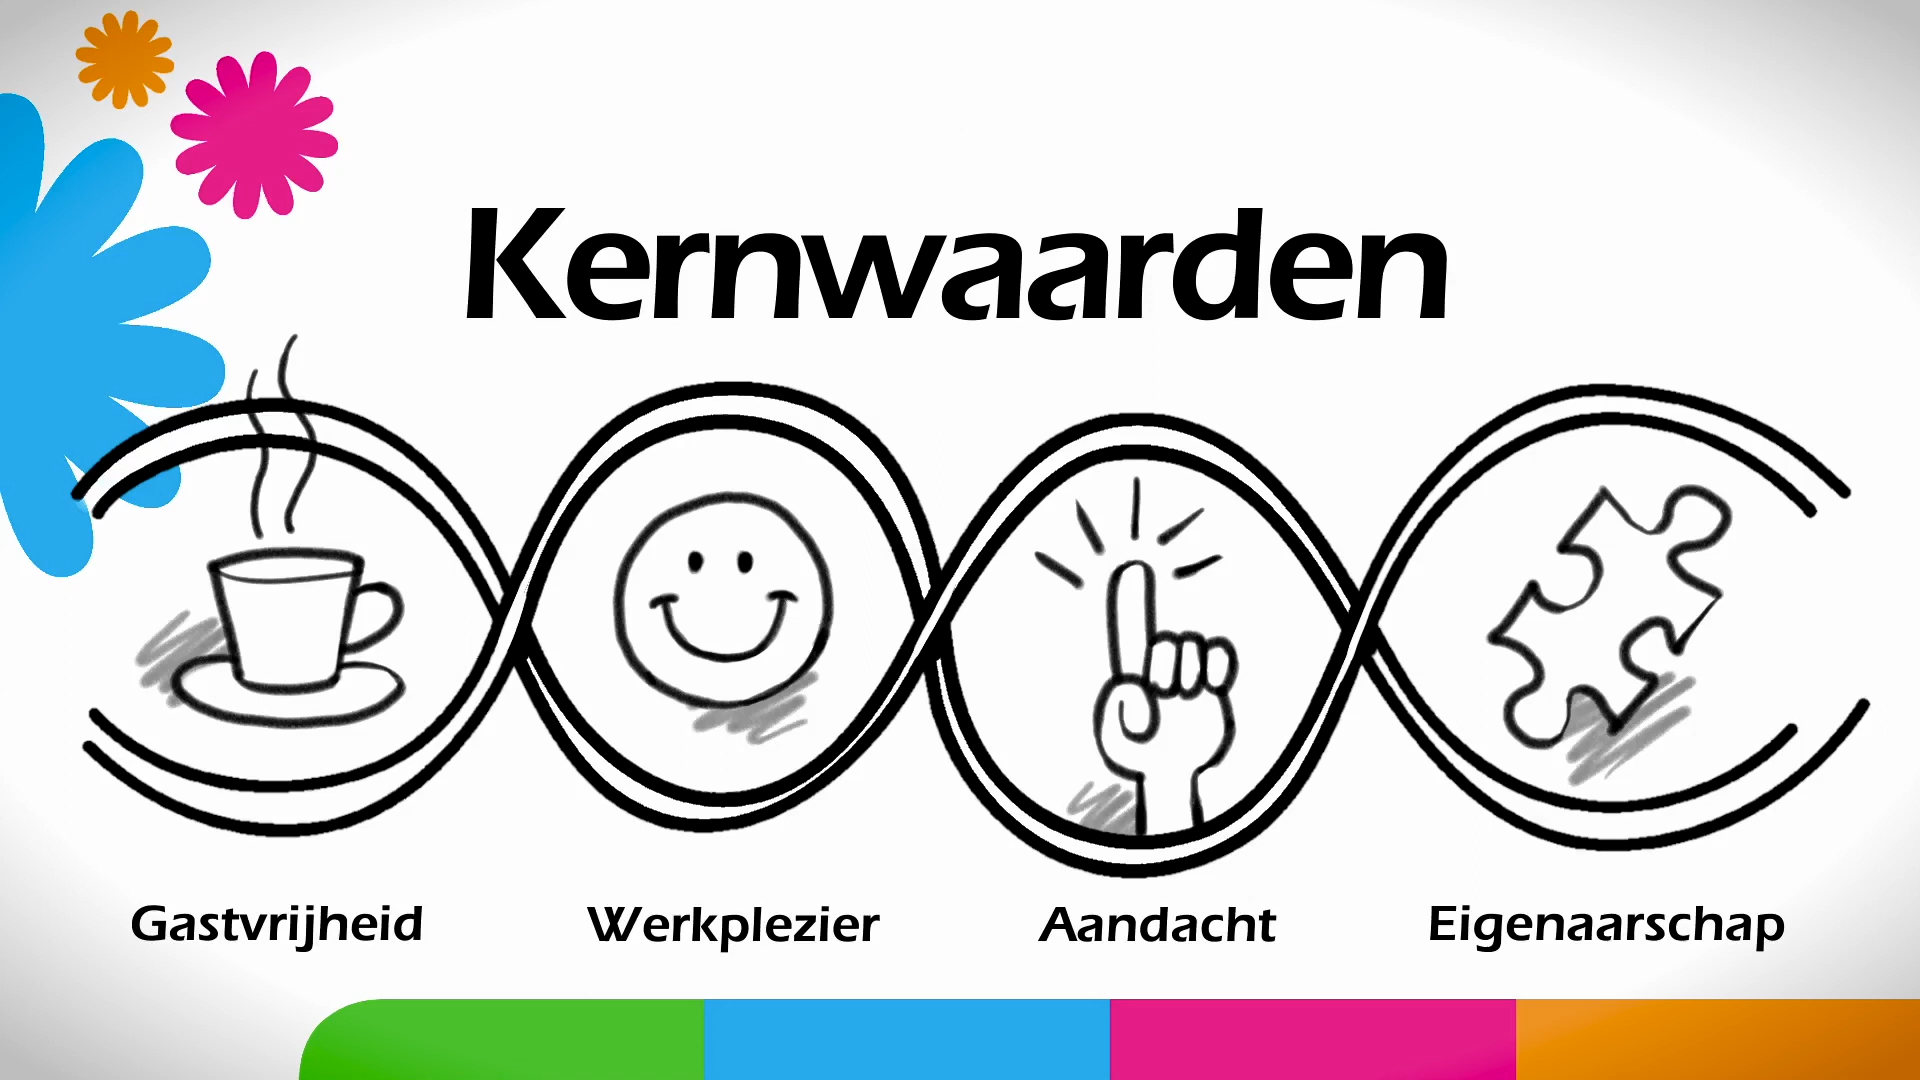 Kernwaarden
Gastvrijheid
Werkplezier
Aandacht
Eigenaarschap